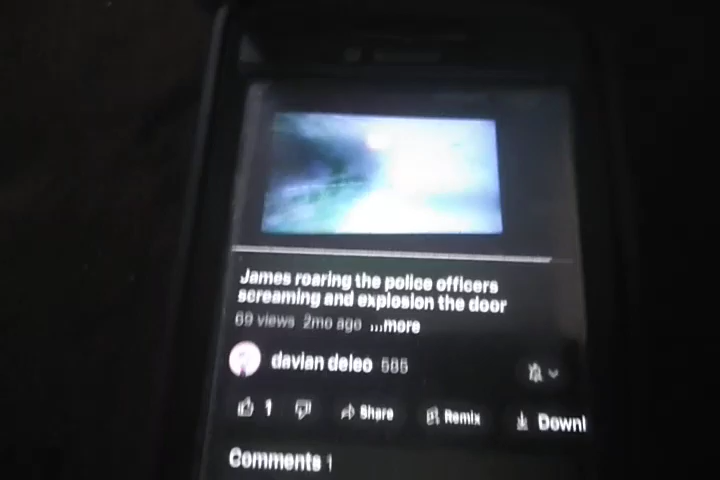 James roaring the police officers
screaming and explosion the door
69 views 2mo ago ...more
davian deleo 585
1 Share Remix Downl
Comments 1